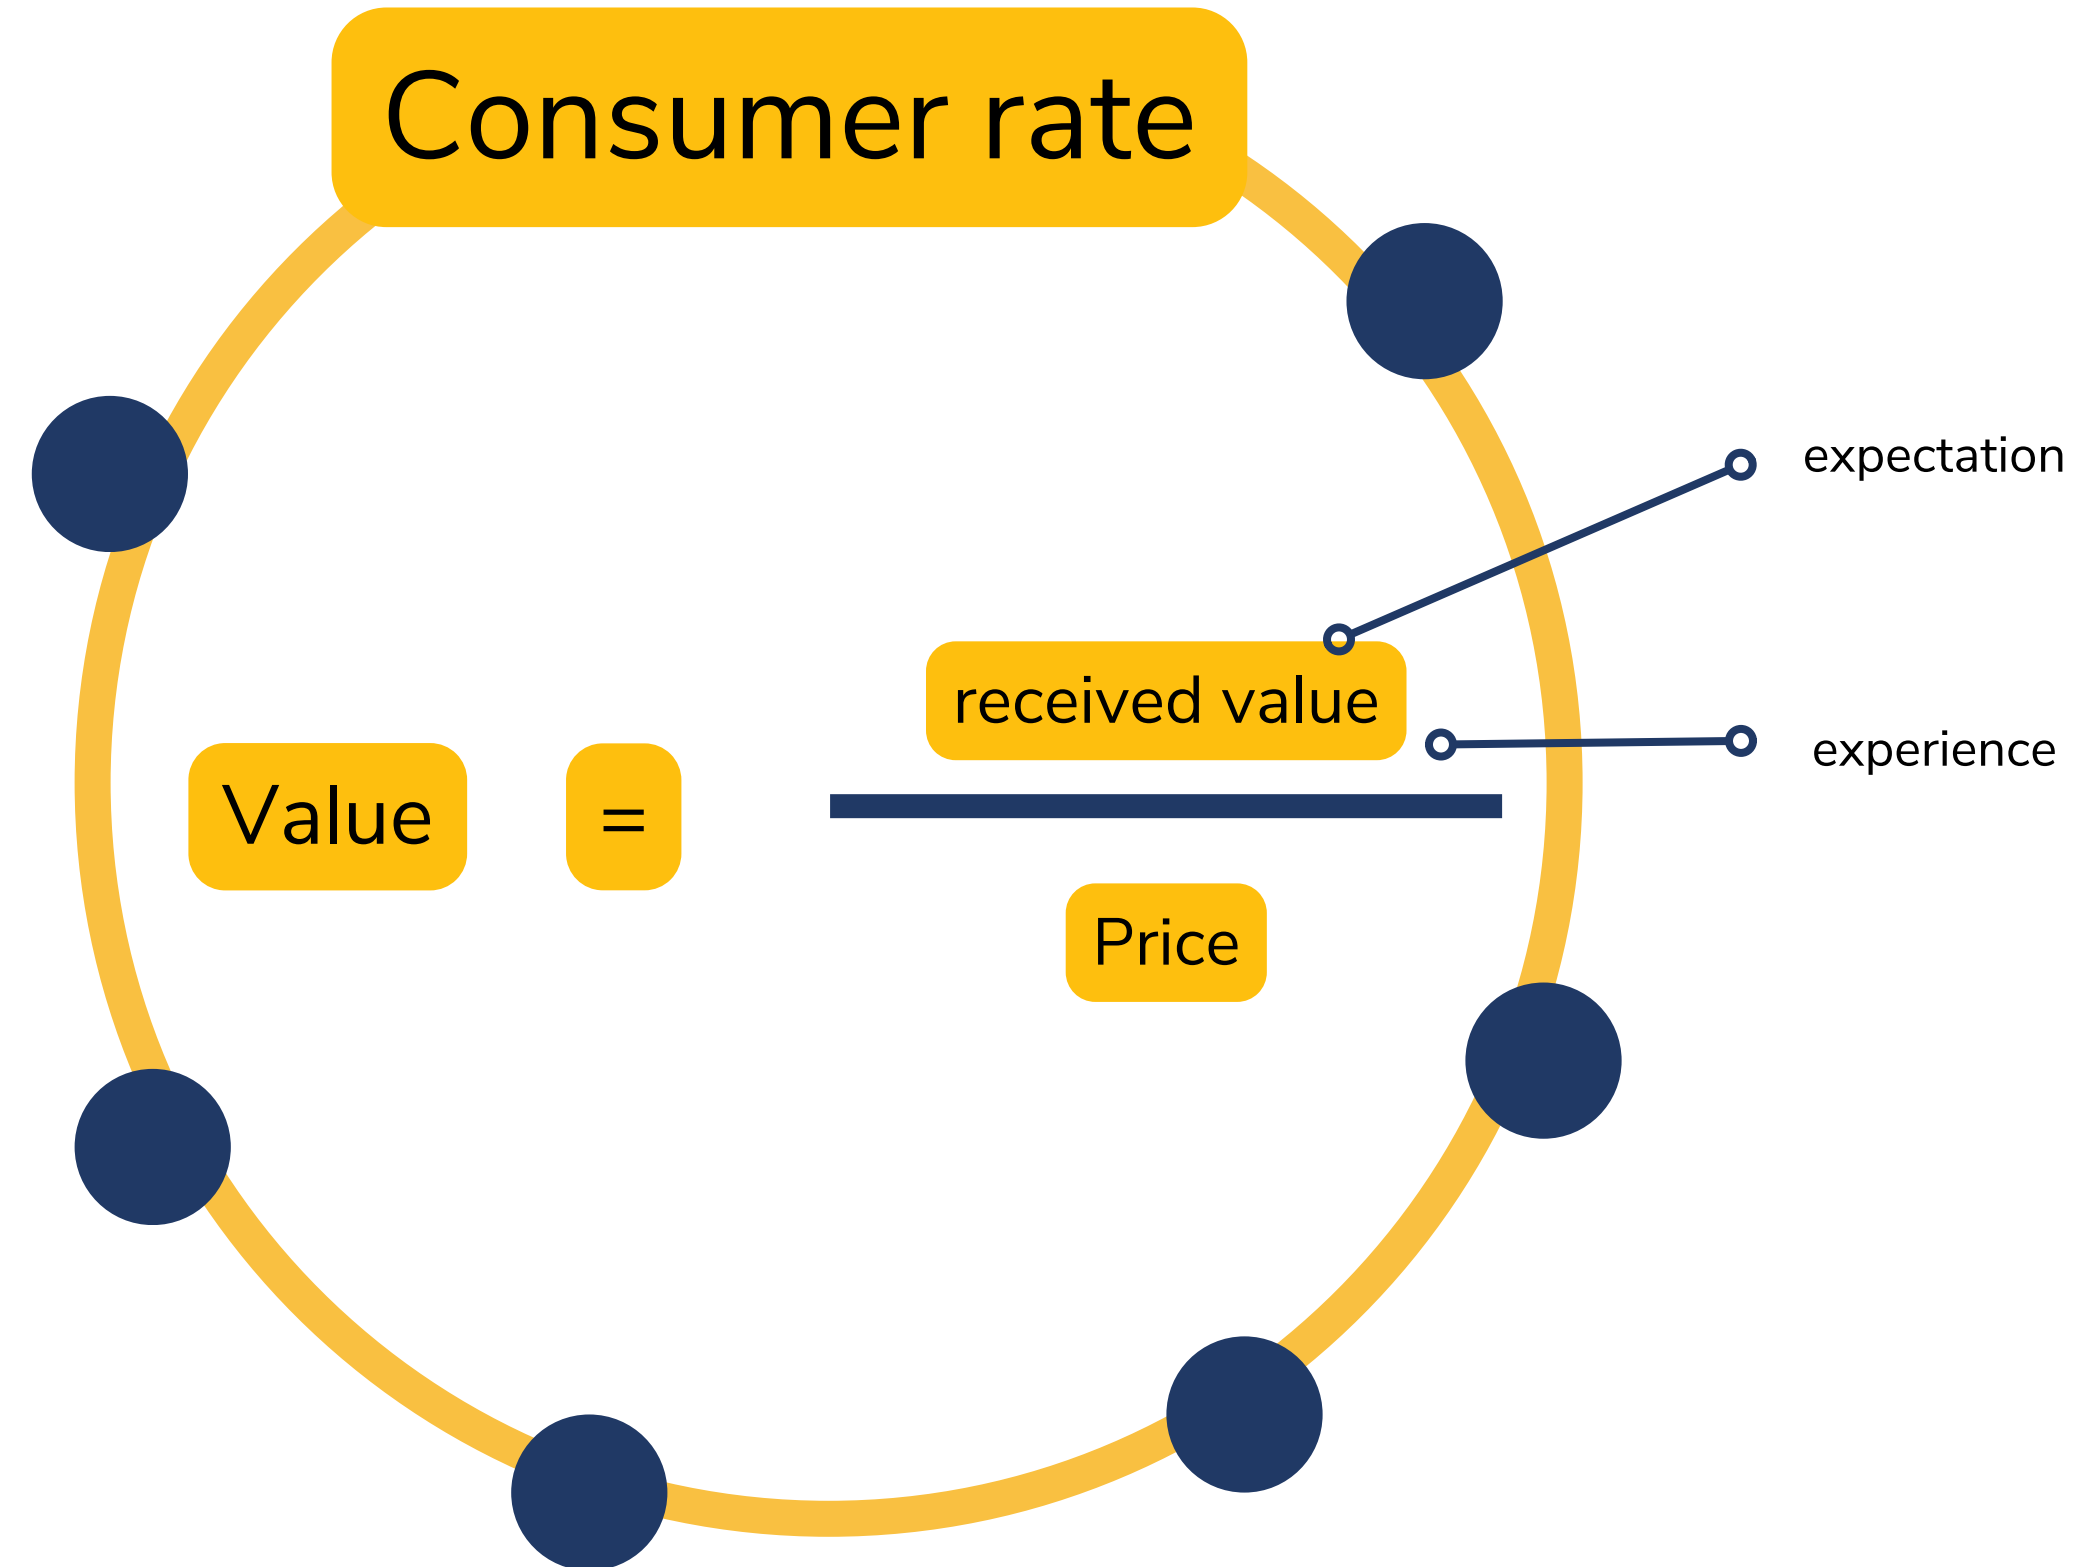 Consumer rate
expectation
received value
experience
Value =
Price